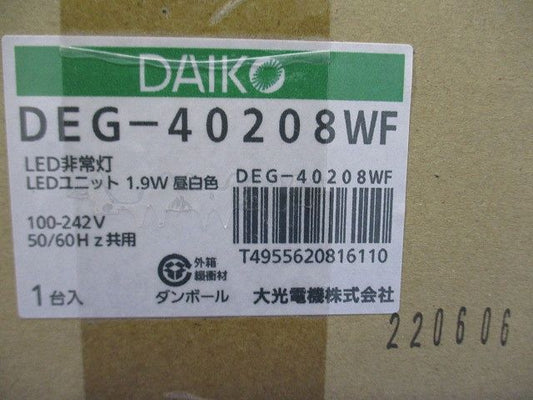 DAIKO
DEG-40208WF
LED非常灯
LEDユニット 1.9W 昼白色
DEG-40208WF
100-242V
50/60Hz共用
T4955620816110
外箱
緩衝材
1台入
ダンボール
大光電機株式会社
220606